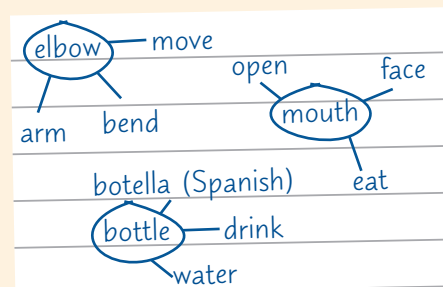 elbow
move
arm
bend
open
face
mouth
eat
botella (Spanish)
bottle
drink
water